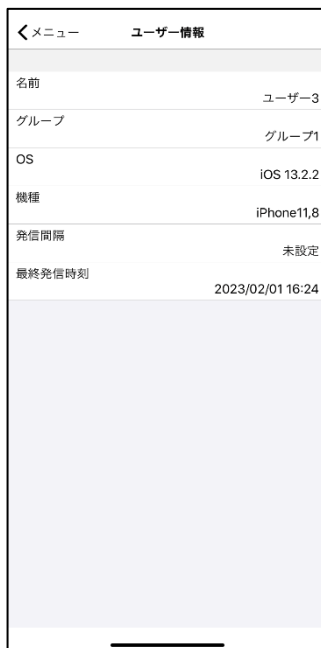 メニュー ユーザー情報
名前
ユーザー3
グループ
グループ1
OS
iOS 13.2.2
機種
iPhone11,8
発信間隔
未設定
最終発信時刻
2023/02/01 16:24